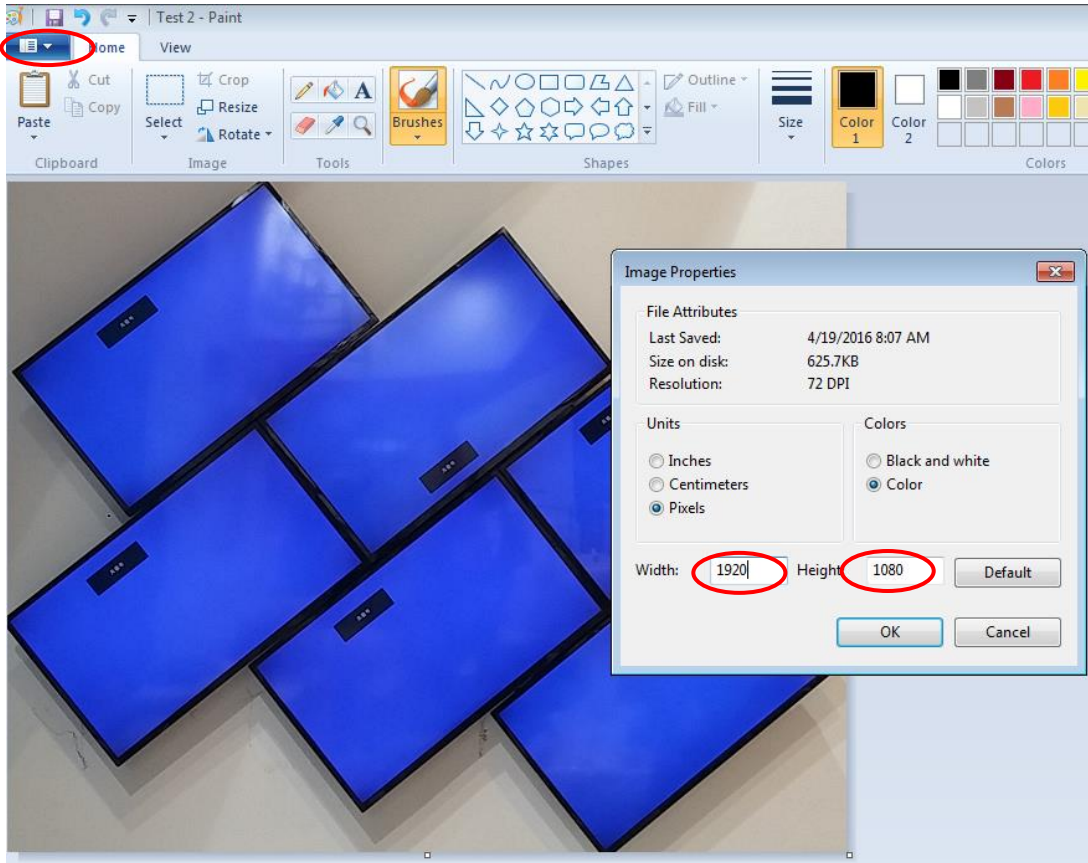 Test 2 - Paint
Home View
Cut
Copy
Paste
Clipboard
Select
Crop
Resize
Rotate
Image
Tools
Brushes
Shapes
Outline
Fill
Size
Color 1
Color 2
Colors
Image Properties
File Attributes
Last Saved: 4/19/2016 8:07 AM
Size on disk: 625.7KB
Resolution: 72 DPI
Units
Inches
Centimeters
Pixels
Colors
Black and white
Color
Width: 1920 Height 1080 Default
OK Cancel